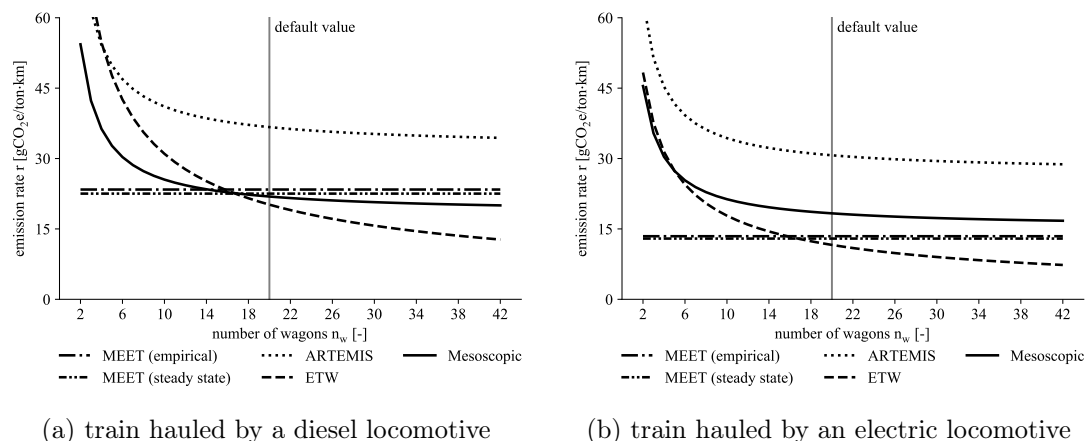 60
45
30
15
0
emission rate r [gCO₂e/ton·km]
default value
2 6 10 14 18 22 26 30 34 38 42
number of wagons n_w [-]
MEET (empirical) ARTEMIS Mesoscopic
MEET (steady state) ETW
(a) train hauled by a diesel locomotive
60
45
30
15
0
emission rate r [gCO₂e/ton·km]
default value
2 6 10 14 18 22 26 30 34 38 42
number of wagons n_w [-]
MEET (empirical) ARTEMIS Mesoscopic
MEET (steady state) ETW
(b) train hauled by an electric locomotive